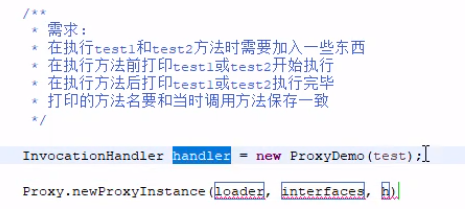 /**
 * 需求:
 * 在执行test1和test2方法时需要加入一些东西
 * 在执行方法前打印test1或test2开始执行
 * 在执行方法后打印test1或test2执行完毕
 * 打印的方法名要和当时调用方法保存一致
 */
InvocationHandler handler = new ProxyDemo(test);
Proxy.newProxyInstance(loader, interfaces, h)